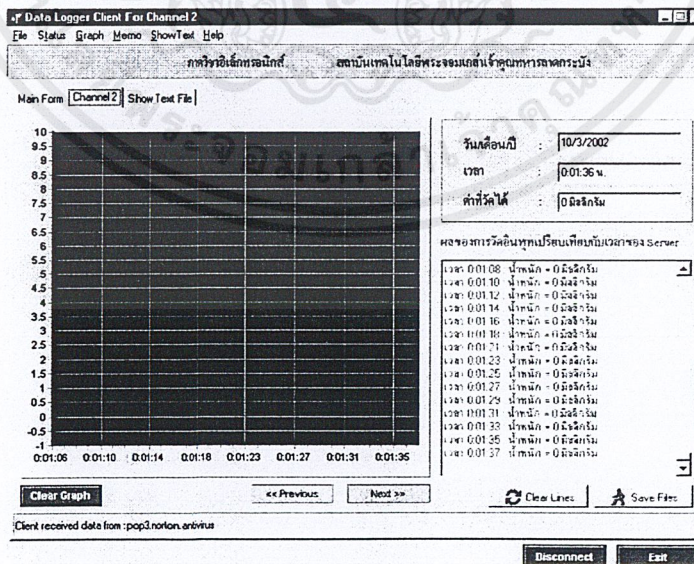 Data Logger Client For Channel 2
File Status Graph Memo ShowText Help
ภาควิชาอิเล็กทรอนิกส์ สถาบันเทคโนโลยีพระจอมเกล้าเจ้าคุณทหารลาดกระบัง
Main Form Channel 2 Show Text File
10
9.5
9
8.5
8
7.5
7
6.5
6
5.5
5
4.5
4
3.5
3
2.5
2
1.5
1
0.5
0
-0.5
-1
0:01:06 0:01:10 0:01:14 0:01:18 0:01:23 0:01:27 0:01:31 0:01:35
Clear Graph << Previous Next >>
วัน/เดือน/ปี : 10/3/2002
เวลา : 0:01:36 น.
ค่าที่วัดได้ : 0 มิลลิกรัม
ผลของการวัดอินพุทเปรียบเทียบกับเวลาของ Server
เวลา 0:01:08 น้ำหนัก = 0 มิลลิกรัม
เวลา 0:01:10 น้ำหนัก = 0 มิลลิกรัม
เวลา 0:01:12 น้ำหนัก = 0 มิลลิกรัม
เวลา 0:01:14 น้ำหนัก = 0 มิลลิกรัม
เวลา 0:01:16 น้ำหนัก = 0 มิลลิกรัม
เวลา 0:01:18 น้ำหนัก = 0 มิลลิกรัม
เวลา 0:01:21 น้ำหนัก = 0 มิลลิกรัม
เวลา 0:01:23 น้ำหนัก = 0 มิลลิกรัม
เวลา 0:01:25 น้ำหนัก = 0 มิลลิกรัม
เวลา 0:01:27 น้ำหนัก = 0 มิลลิกรัม
เวลา 0:01:29 น้ำหนัก = 0 มิลลิกรัม
เวลา 0:01:31 น้ำหนัก = 0 มิลลิกรัม
เวลา 0:01:33 น้ำหนัก = 0 มิลลิกรัม
เวลา 0:01:35 น้ำหนัก = 0 มิลลิกรัม
เวลา 0:01:37 น้ำหนัก = 0 มิลลิกรัม
Clear Lines Save Files
Client received data from :pop3.norton.antivirus
Disconnect Exit